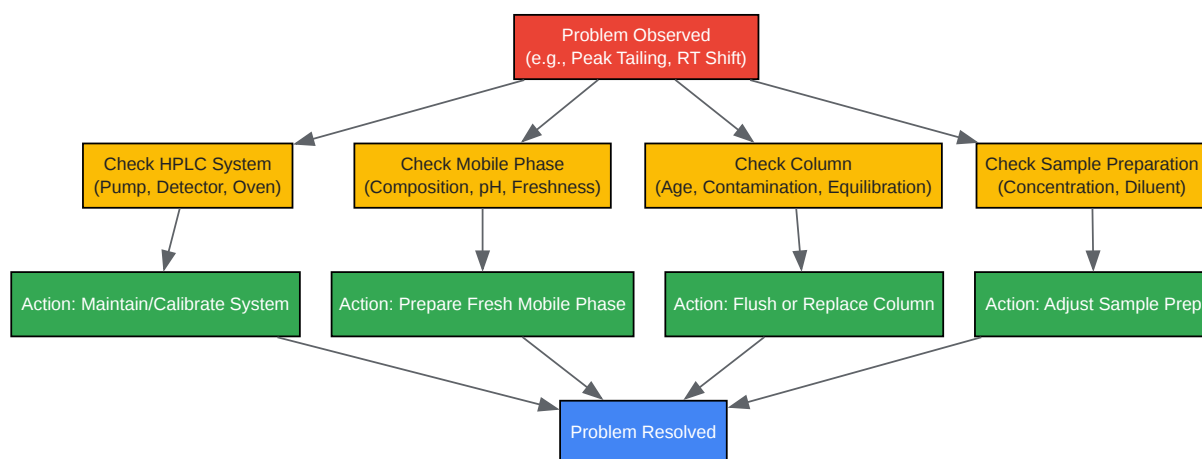 Problem Observed
(e.g., Peak Tailing, RT Shift)
Check HPLC System
(Pump, Detector, Oven)
Check Mobile Phase
(Composition, pH, Freshness)
Check Column
(Age, Contamination, Equilibration)
Check Sample Preparation
(Concentration, Diluent)
Action: Maintain/Calibrate System
Action: Prepare Fresh Mobile Phase
Action: Flush or Replace Column
Action: Adjust Sample Prep
Problem Resolved